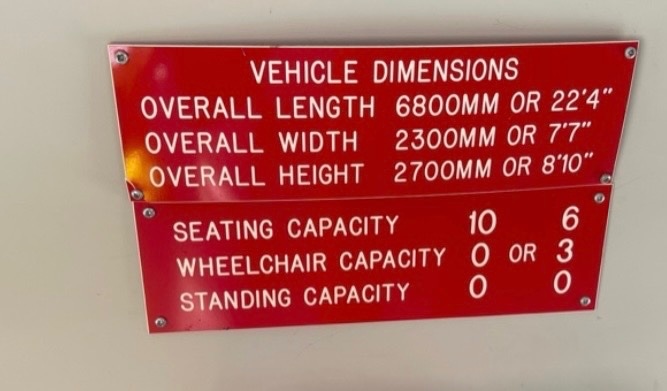 VEHICLE DIMENSIONS
OVERALL LENGTH 6800MM OR 22'4"
OVERALL WIDTH 2300MM OR 7'7"
OVERALL HEIGHT 2700MM OR 8'10"
SEATING CAPACITY 10 6
WHEELCHAIR CAPACITY 0 OR 3
STANDING CAPACITY 0 0